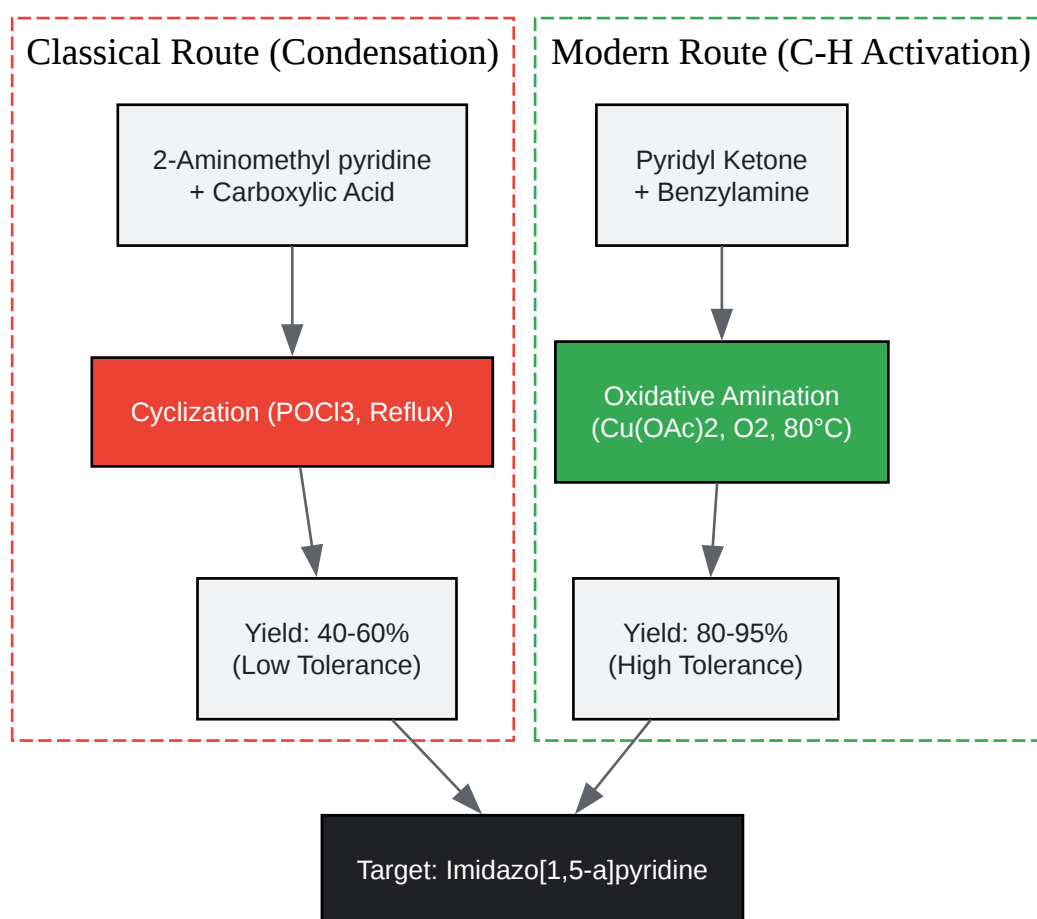 Classical Route (Condensation)
2-Aminomethyl pyridine
+ Carboxylic Acid
Cyclization (POCl3, Reflux)
Yield: 40-60%
(Low Tolerance)
Modern Route (C-H Activation)
Pyridyl Ketone
+ Benzylamine
Oxidative Amination
(Cu(OAc)2, O2, 80°C)
Yield: 80-95%
(High Tolerance)
Target: Imidazo[1,5-a]pyridine